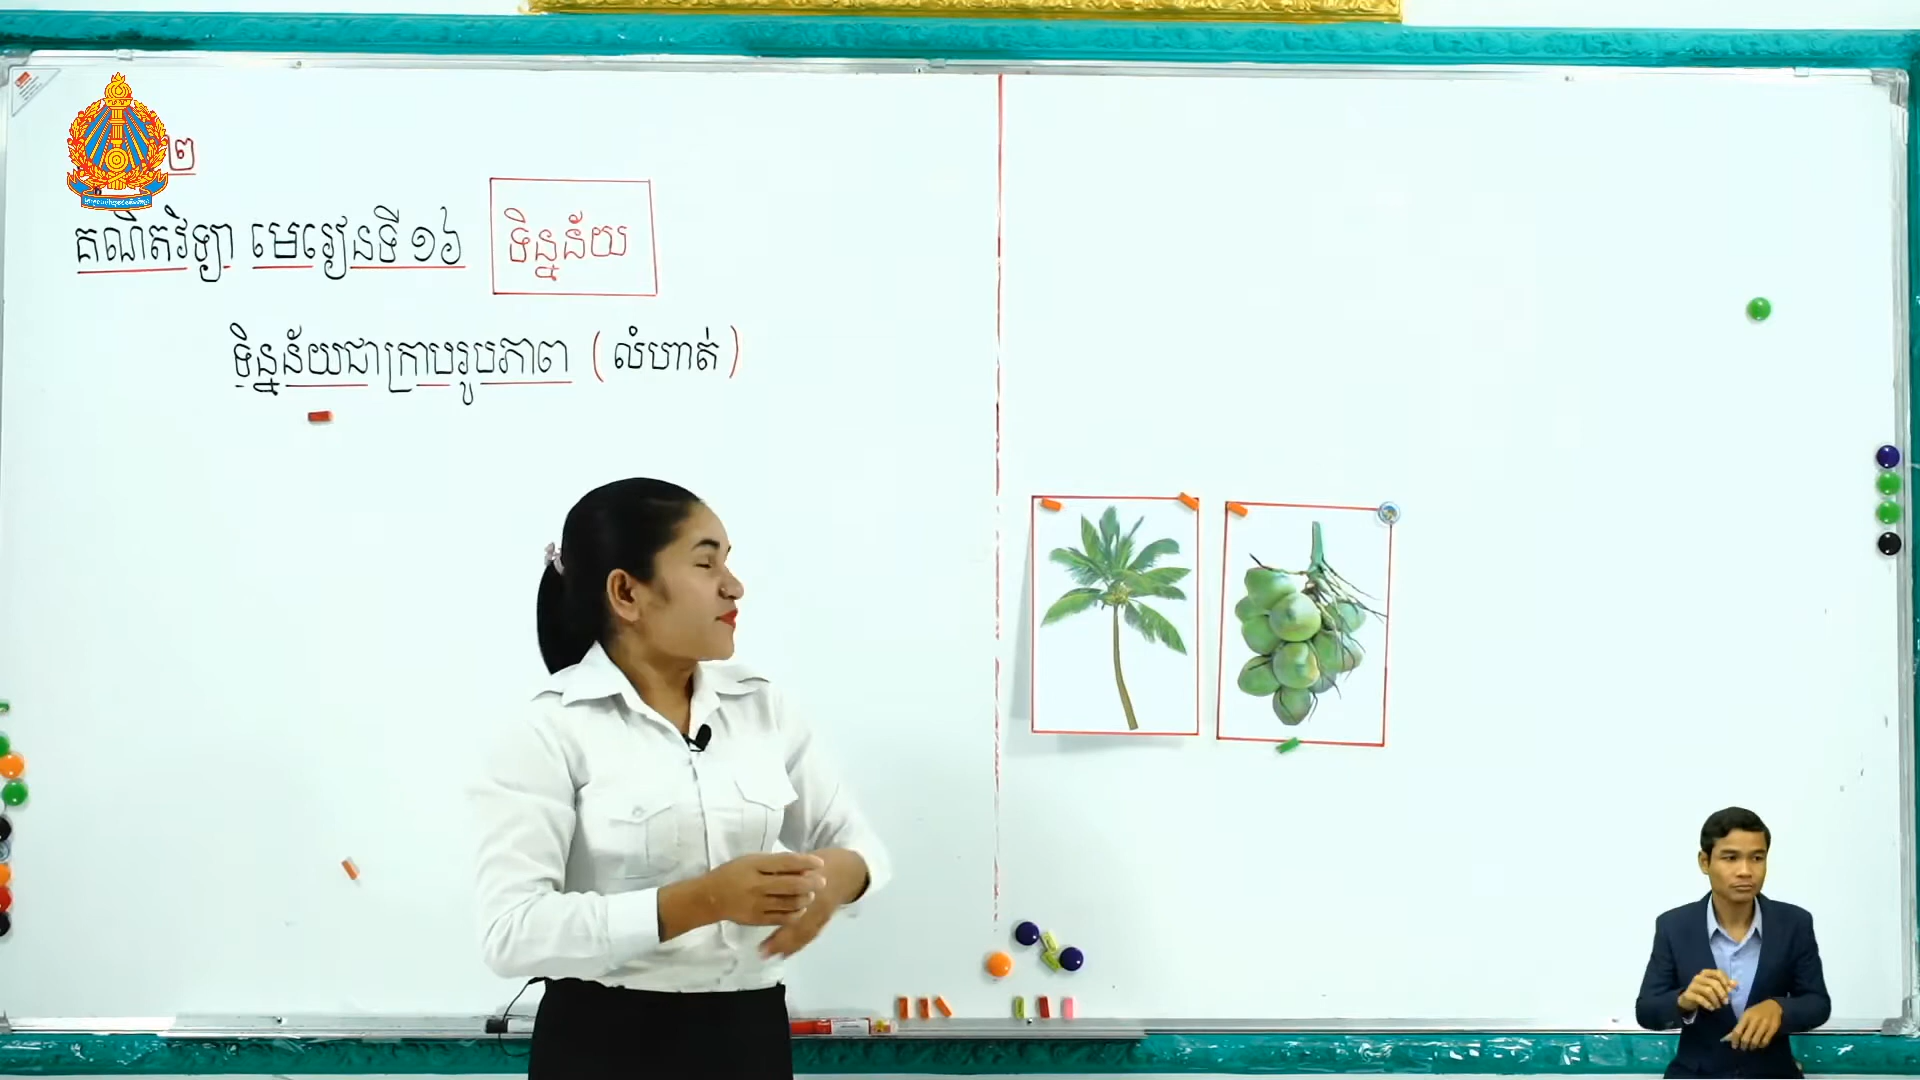 ២
គណិតវិទ្យា មេរៀនទី ១៦ ទិន្នន័យ
ទិន្នន័យជាក្រាបរូបភាព (លំហាត់)